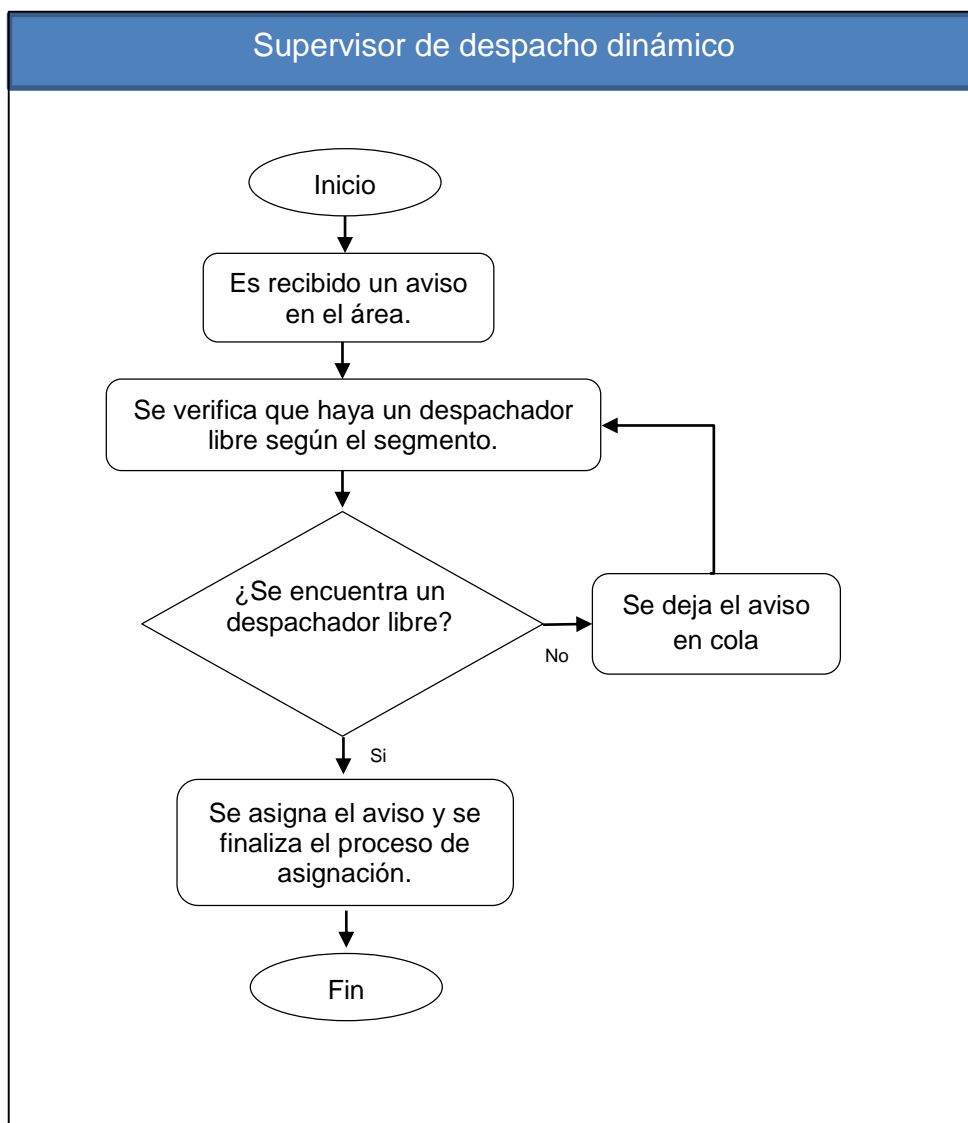 Supervisor de despacho dinámico
Inicio
Es recibido un aviso
en el área.
Se verifica que haya un despachador
libre según el segmento.
¿Se encuentra un
despachador libre?
No
Se deja el aviso
en cola
Si
Se asigna el aviso y se
finaliza el proceso de
asignación.
Fin